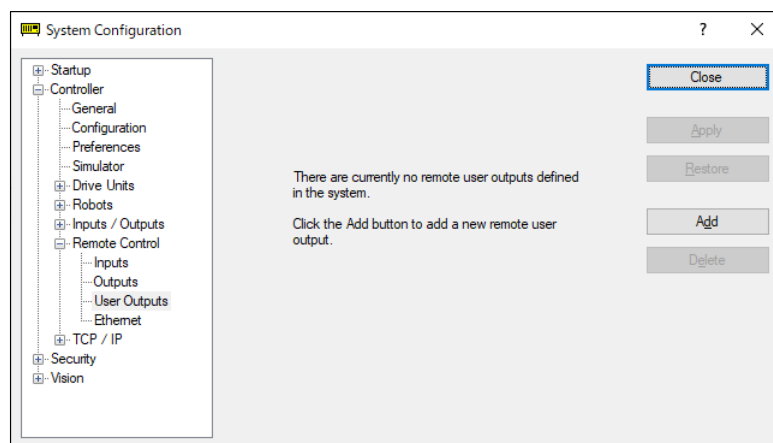 System Configuration
?
Startup
Controller
General
Configuration
Preferences
Simulator
Drive Units
Robots
Inputs / Outputs
Remote Control
Inputs
Outputs
User Outputs
Ethernet
TCP / IP
Security
Vision
There are currently no remote user outputs defined
in the system.
Click the Add button to add a new remote user
output.
Close
Apply
Restore
Add
Delete